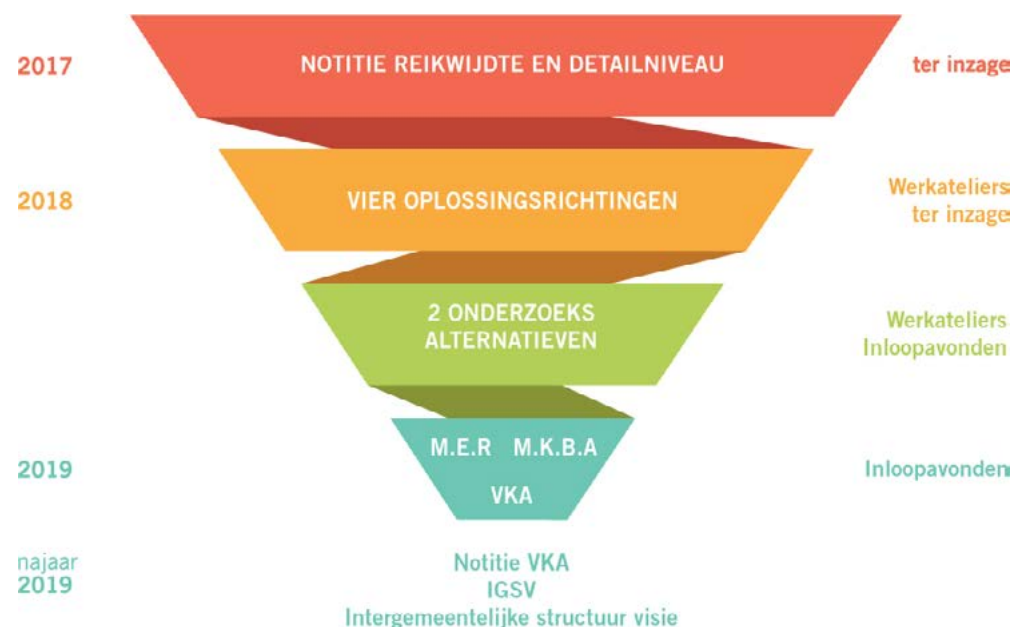 2017
NOTITIE REIKWIJDTE EN DETAILNIVEAU
ter inzage
2018
VIER OPLOSSINGSRICHTINGEN
Werkateliers
ter inzage
2 ONDERZOEKS
ALTERNATIEVEN
Werkateliers
Inloopavonden
2019
M.E.R M.K.B.A
VKA
Inloopavonden
najaar
2019
Notitie VKA
IGSV
Intergemeentelijke structuur visie